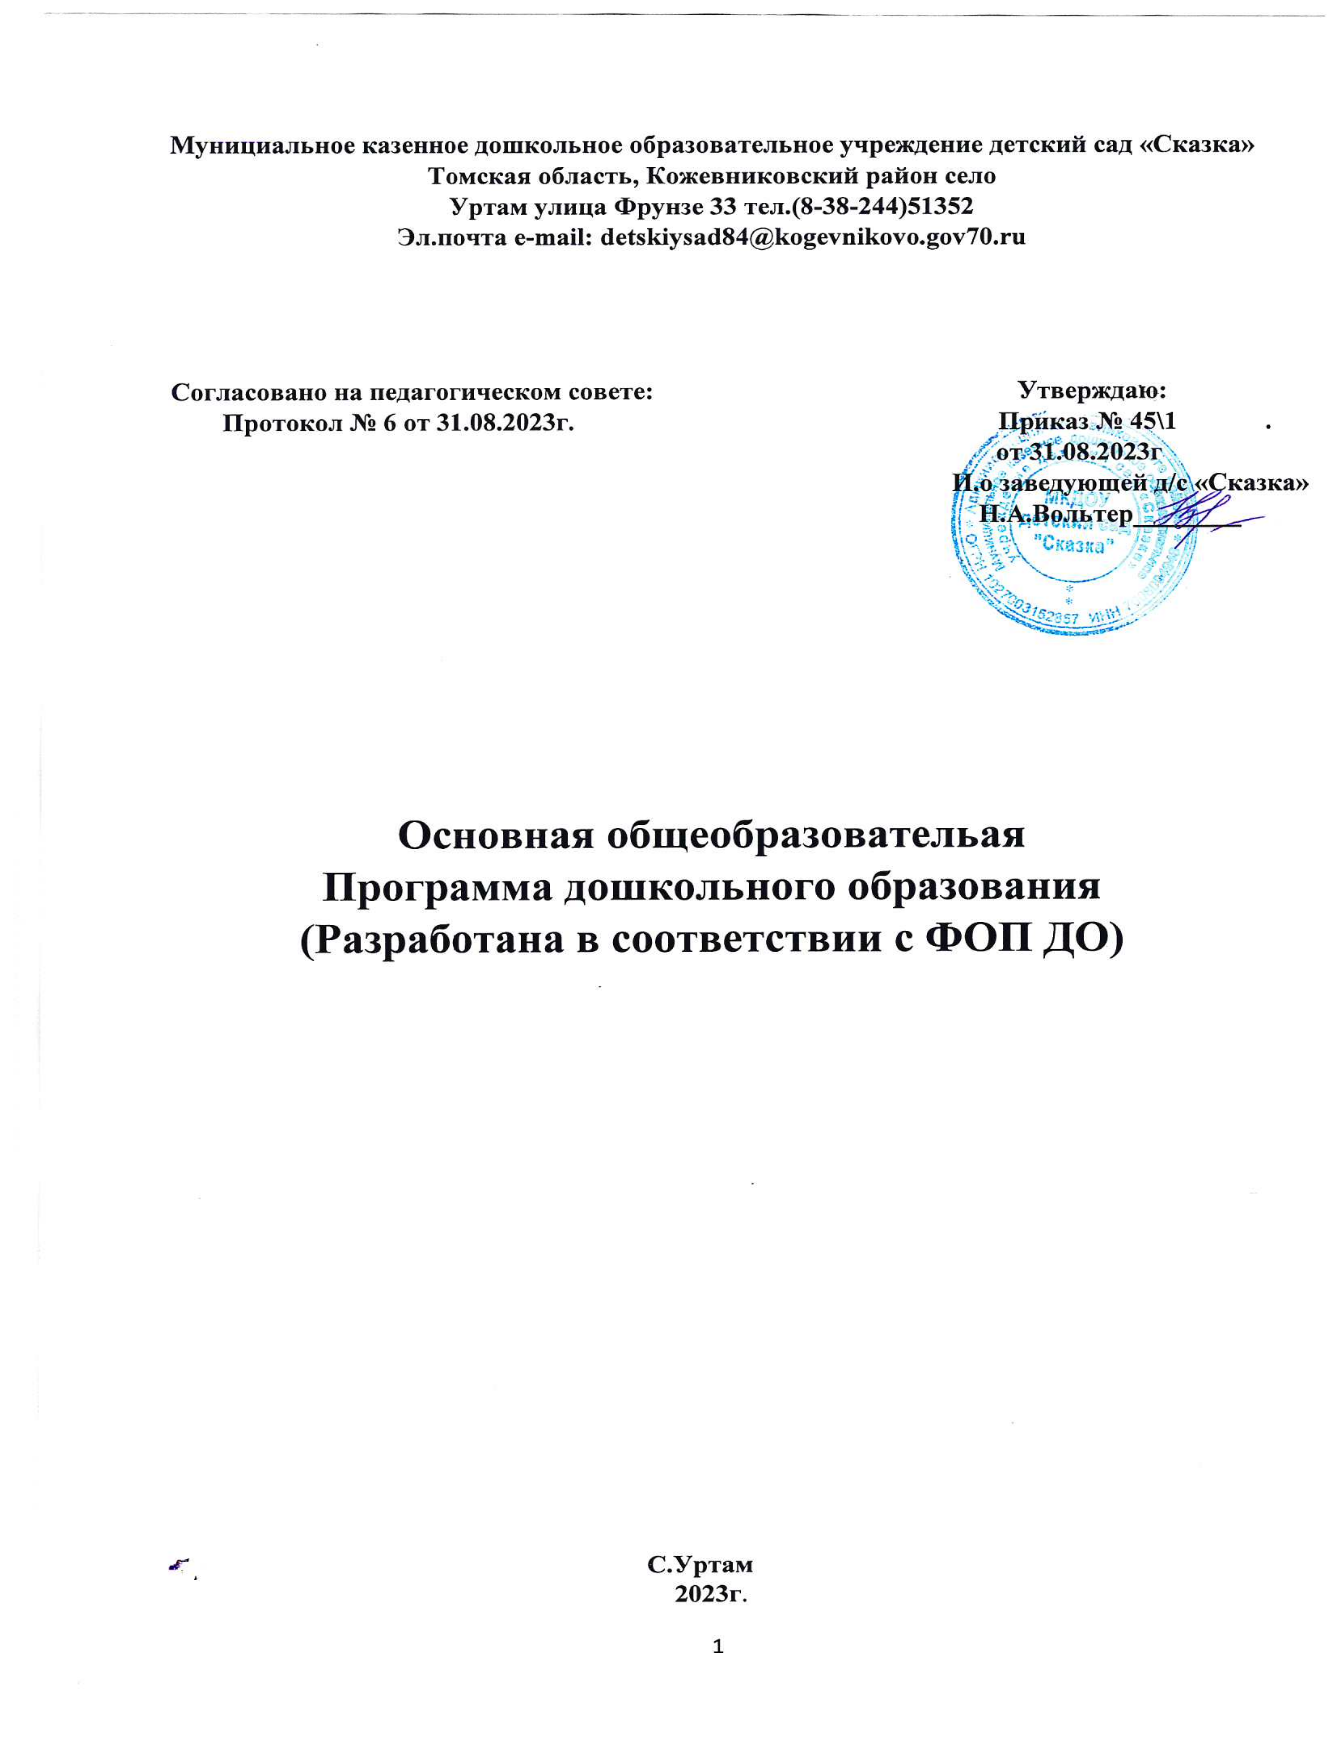 Муниципальное казенное дошкольное образовательное учреждение детский сад «Сказка»
Томская область, Кожевниковский район село
Уртам улица Фрунзе 33 тел.(8-38-244)51352
Эл.почта e-mail: detskiysad84@kogevnikovo.gov70.ru
Согласовано на педагогическом совете:
Протокол № 6 от 31.08.2023г.
Утверждаю:
Приказ № 45\1 .
от 31.08.2023г
И.о заведующей д/с «Сказка»
Н.А.Вольтер_________
МКДОУ
детский сад
"Сказка"
Основная общеобразовательая
Программа дошкольного образования
(Разработана в соответствии с ФОП ДО)
С.Уртам
2023г.
1